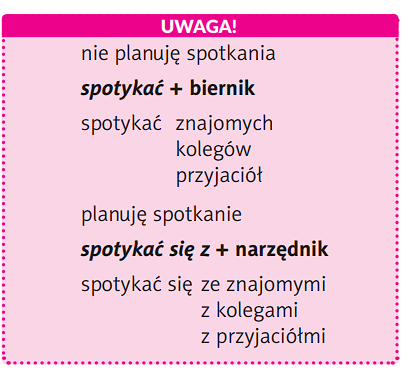 UWAGA!
nie planuję spotkania
spotykać + biernik
spotykać znajomych
kolegów
przyjaciół
planuję spotkanie
spotykać się z + narzędnik
spotykać się ze znajomymi
z kolegami
z przyjaciółmi